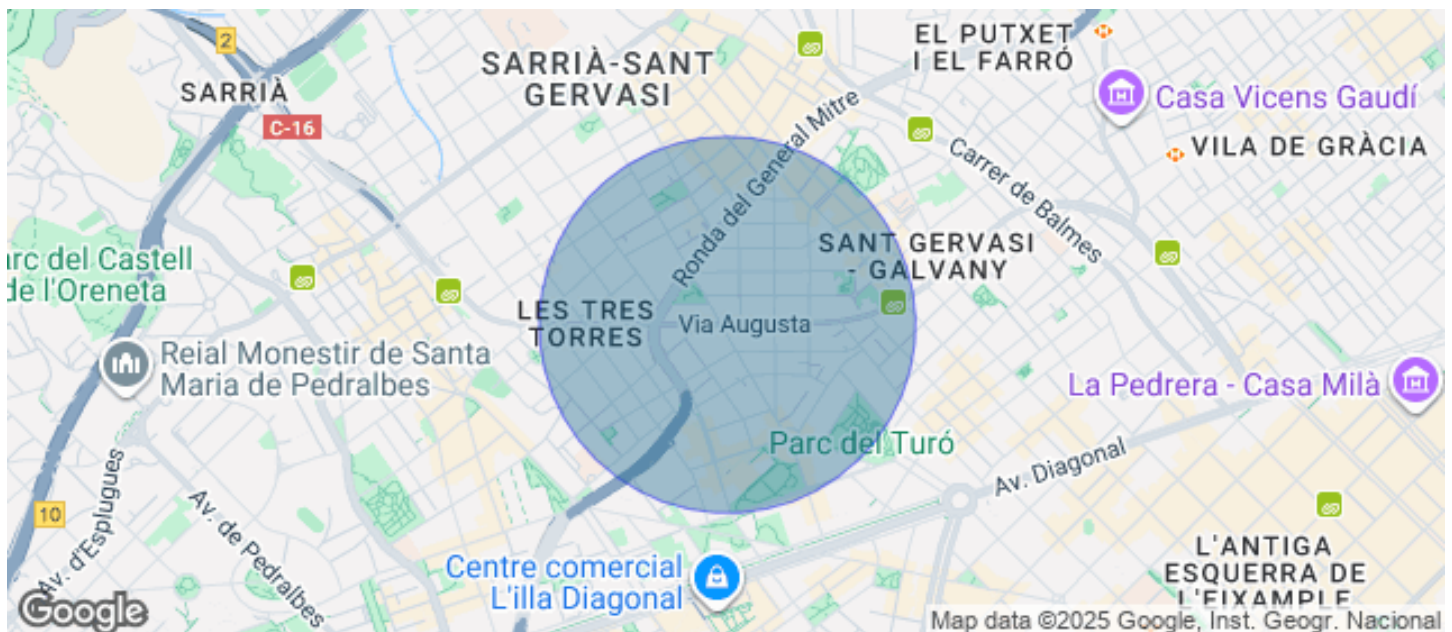 EL PUTXET
I EL FARRÓ
2
SARRIÀ-SANT
GERVASI
SARRIÀ
Casa Vicens Gaudí
C-16
Ronda del General Mitre
Carrer de Balmes
VILA DE GRÀCIA
SANT GERVASI
- GALVANY
arc del Castell
de l'Oreneta
LES TRES
TORRES
Via Augusta
Reial Monestir de Santa
Maria de Pedralbes
La Pedrera - Casa Milà
Parc del Turó
Av. Diagonal
10
Av. d'Esplugues
Av. de Pedralbes
Centre comercial
L'illa Diagonal
L'ANTIGA
ESQUERRA DE
L'EIXAMPLE
Google
Map data ©2025 Google, Inst. Geogr. Nacional